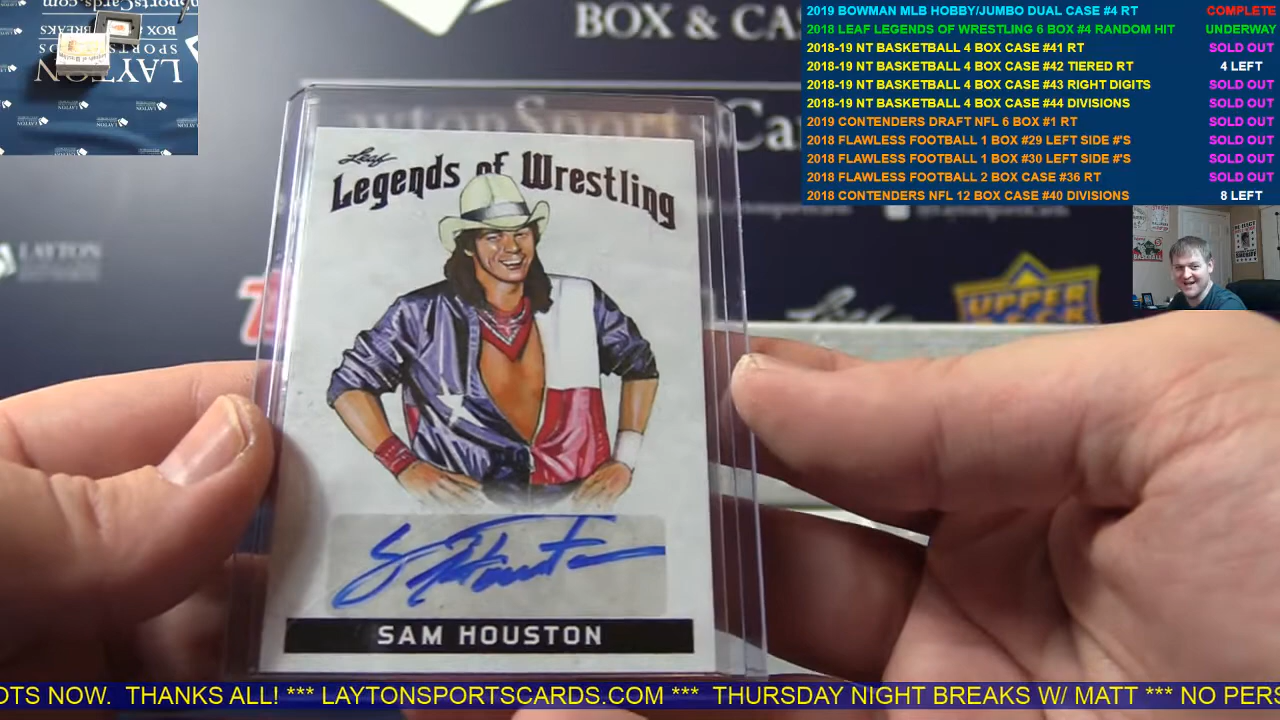 2019 BOWMAN MLB HOBBY/JUMBO DUAL CASE #4 RT COMPLETE
2018 LEAF LEGENDS OF WRESTLING 6 BOX #4 RANDOM HIT UNDERWAY
2018-19 NT BASKETBALL 4 BOX CASE #41 RT SOLD OUT
2018-19 NT BASKETBALL 4 BOX CASE #42 TIERED RT 4 LEFT
2018-19 NT BASKETBALL 4 BOX CASE #43 RIGHT DIGITS SOLD OUT
2018-19 NT BASKETBALL 4 BOX CASE #44 DIVISIONS SOLD OUT
2019 CONTENDERS DRAFT NFL 6 BOX #1 RT SOLD OUT
2018 FLAWLESS FOOTBALL 1 BOX #29 LEFT SIDE #'S SOLD OUT
2018 FLAWLESS FOOTBALL 1 BOX #30 LEFT SIDE #'S SOLD OUT
2018 FLAWLESS FOOTBALL 2 BOX CASE #36 RT SOLD OUT
2018 CONTENDERS NFL 12 BOX CASE #40 DIVISIONS 8 LEFT
BOX & CA
LAYTON
BOX BREAKS
LAYTON
UPPER
Leaf
Legends of Wrestling
SAM HOUSTON
OTS NOW. THANKS ALL! *** LAYTONSPORTSCARDS.COM *** THURSDAY NIGHT BREAKS W/ MATT *** NO PERS